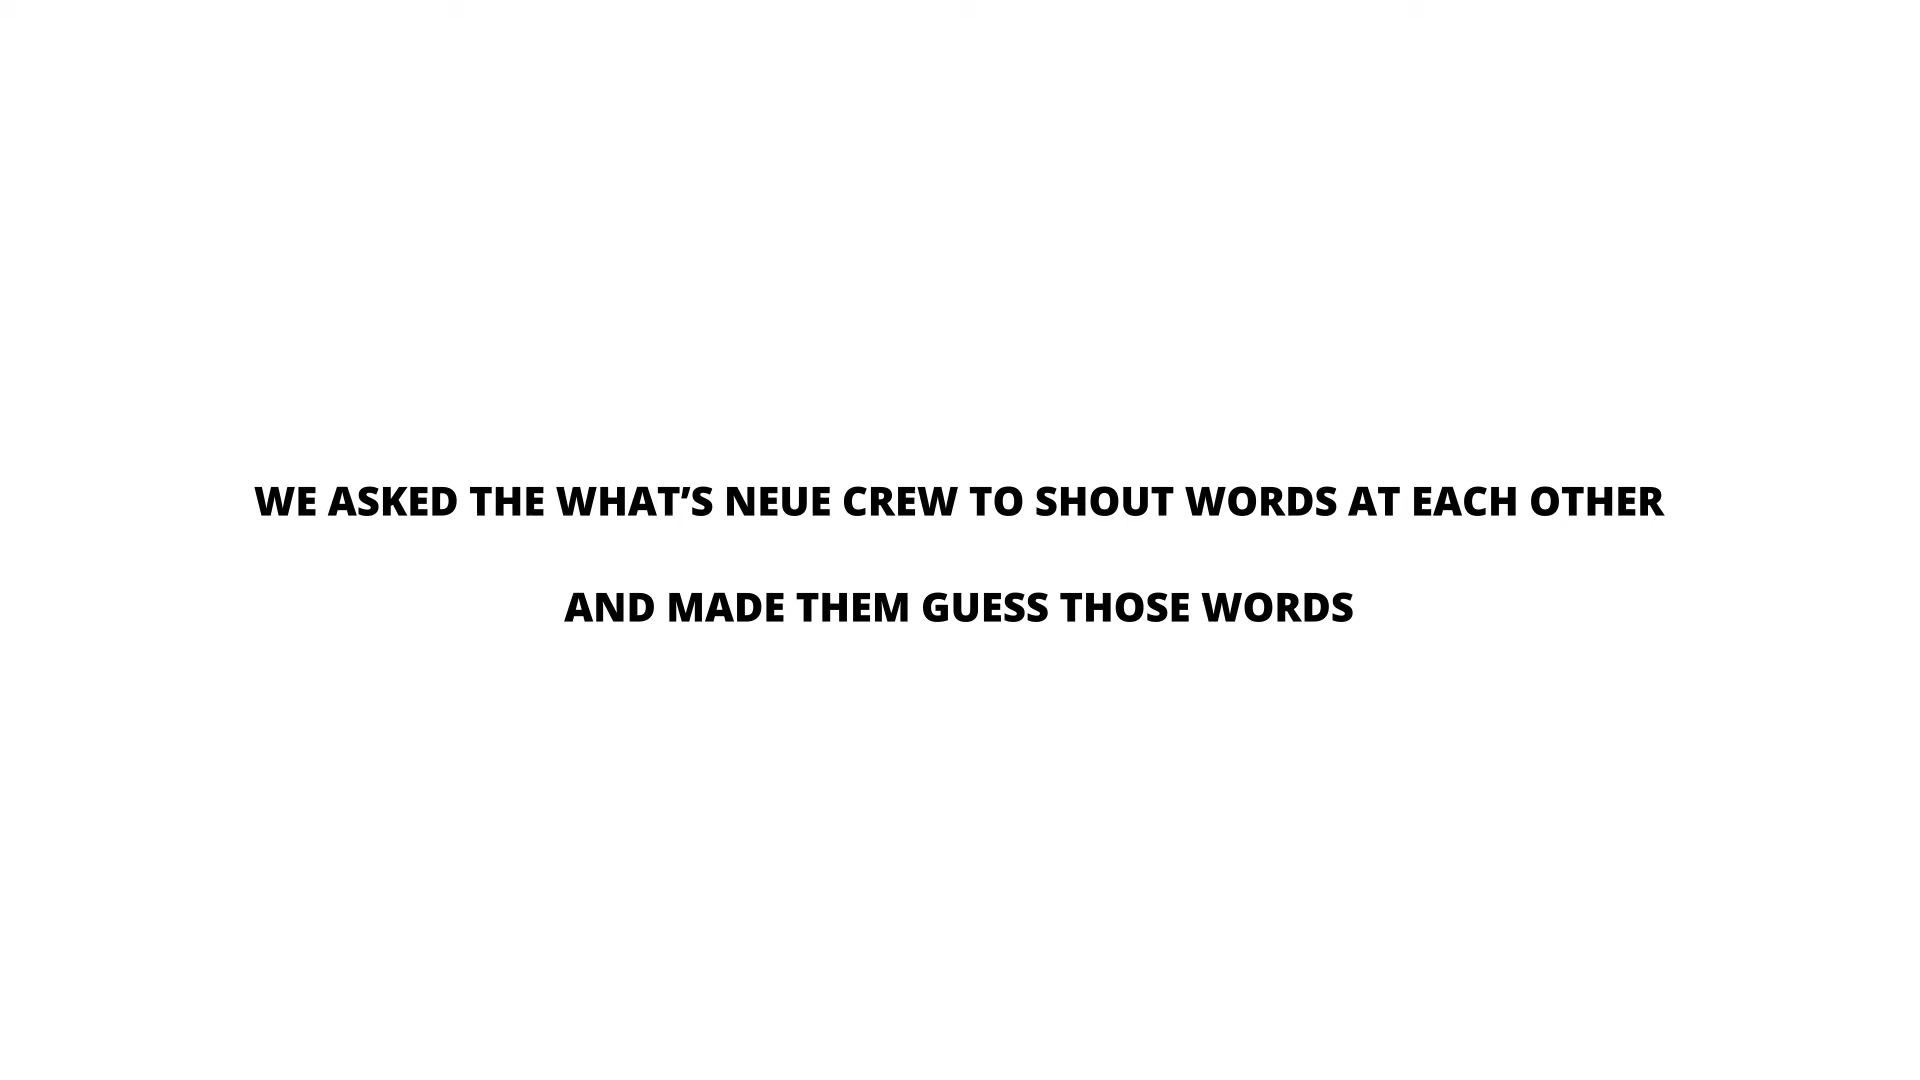 WE ASKED THE WHAT’S NEUE CREW TO SHOUT WORDS AT EACH OTHER
AND MADE THEM GUESS THOSE WORDS